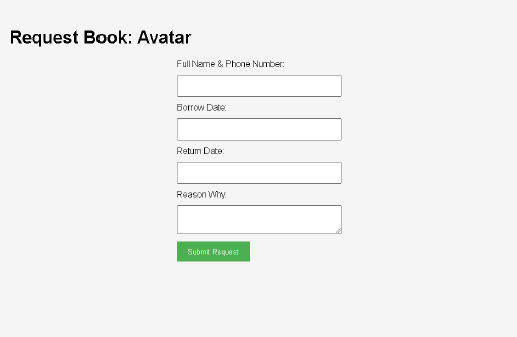 Request Book: Avatar
Full Name & Phone Number:
Borrow Date:
Return Date:
Reason Why:
Submit Request